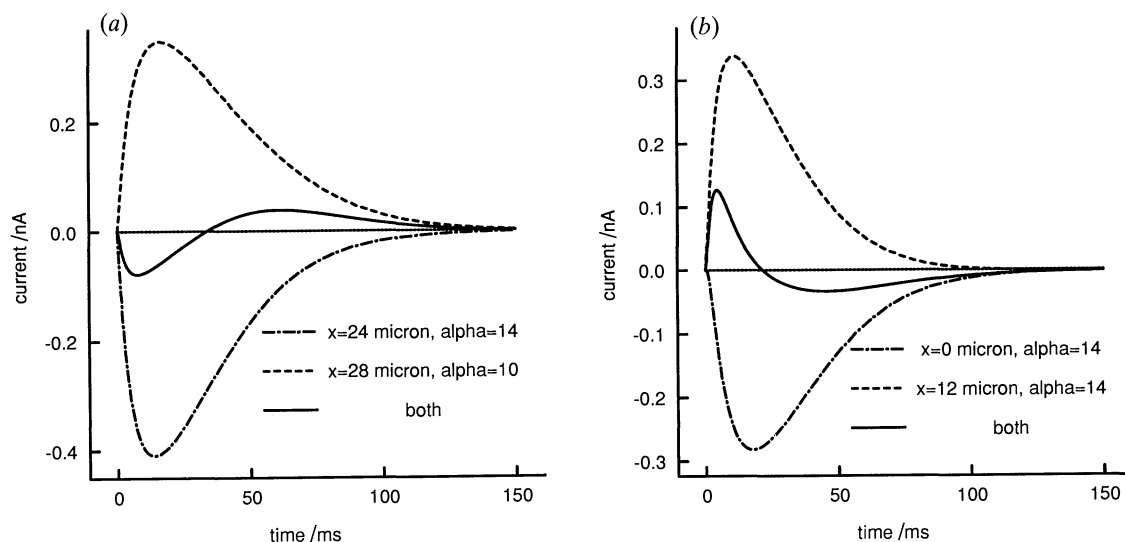 (a)
0.2
0.0
-0.2
-0.4
current /nA
x=24 micron, alpha=14
x=28 micron, alpha=10
both
0 50 100 150
time /ms
(b)
0.3
0.2
0.1
0.0
-0.1
-0.2
-0.3
current /nA
x=0 micron, alpha=14
x=12 micron, alpha=14
both
0 50 100 150
time /ms